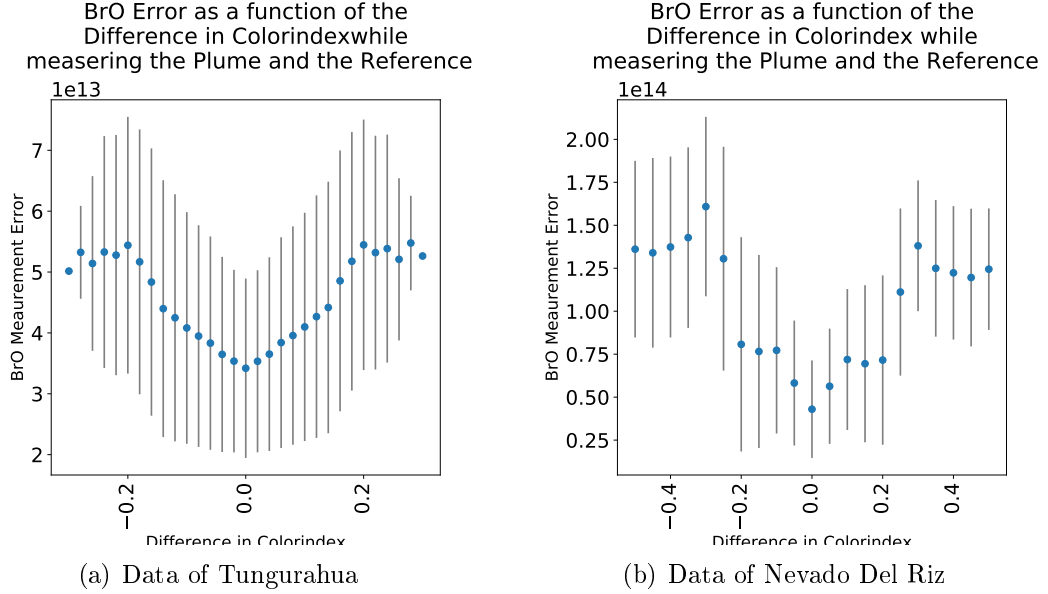 BrO Error as a function of the
Difference in Colorindexwhile
measering the Plume and the Reference
1e13
7
6
5
4
3
2
BrO Meaurement Error
−0.2
0.0
0.2
Difference in Colorindex
(a) Data of Tungurahua
BrO Error as a function of the
Difference in Colorindex while
measering the Plume and the Reference
1e14
2.00
1.75
1.50
1.25
1.00
0.75
0.50
0.25
BrO Meaurement Error
−0.4
−0.2
0.0
0.2
0.4
Difference in Colorindex
(b) Data of Nevado Del Riz